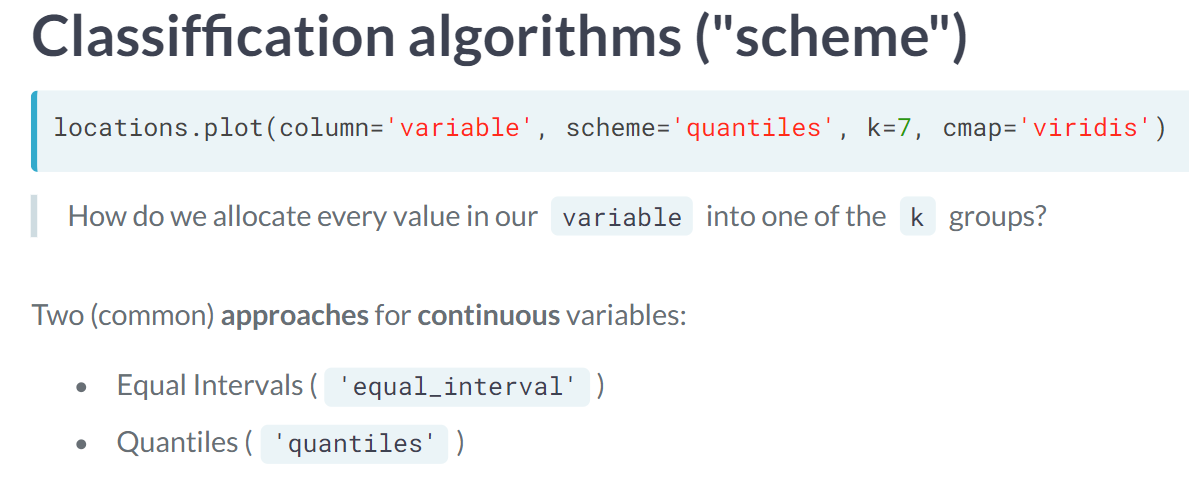 Classiffication algorithms ("scheme")
locations.plot(column='variable', scheme='quantiles', k=7, cmap='viridis')
How do we allocate every value in our variable into one of the k groups?
Two (common) approaches for continuous variables:
• Equal Intervals ( 'equal_interval' )
• Quantiles ( 'quantiles' )